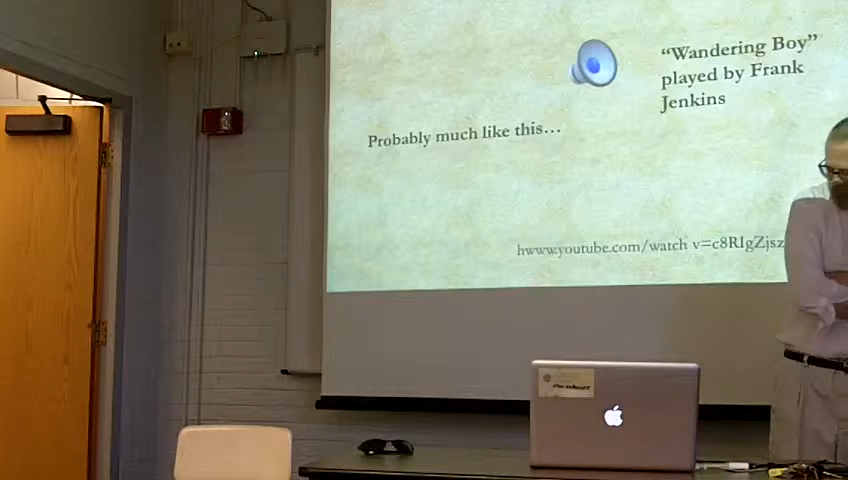 “Wandering Boy”
played by Frank
Jenkins
Probably much like this…
hwww.youtube.com/watch v=c8RIgZjsz